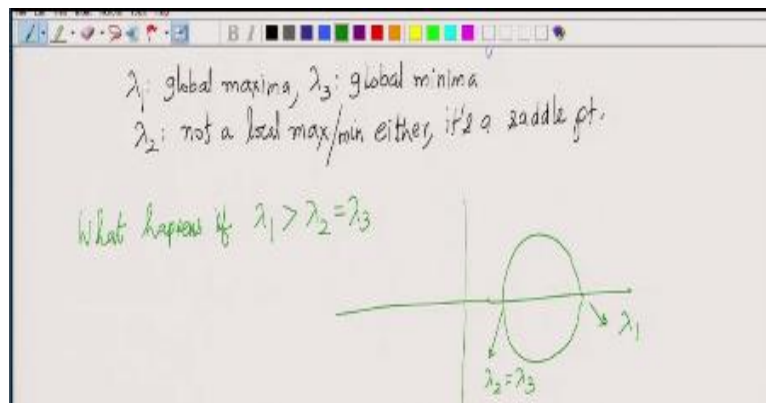 B I
λ₁: global maxima, λ₃: global minima
λ₂: not a local max/min either, it's a saddle pt.
What happens if λ₁ > λ₂ = λ₃
λ₁
λ₂ = λ₃